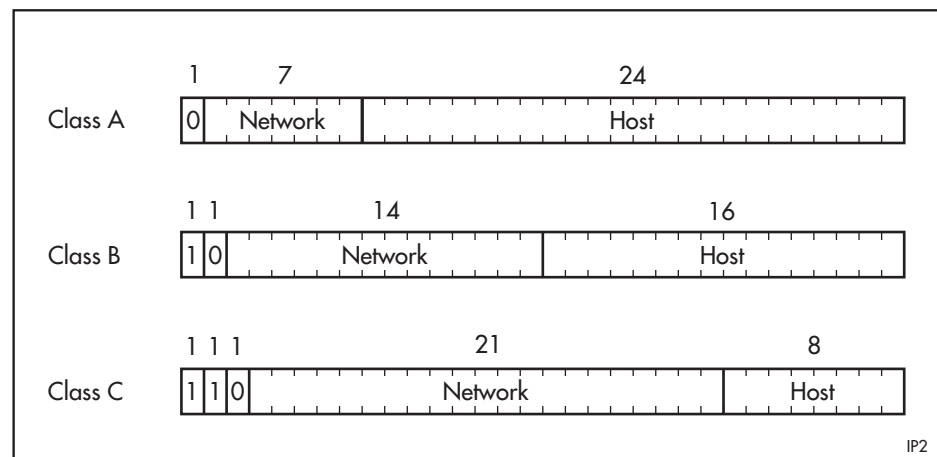 1 7 24
Class A 0 Network Host
1 1 14 16
Class B 1 0 Network Host
1 1 1 21 8
Class C 1 1 0 Network Host
IP2